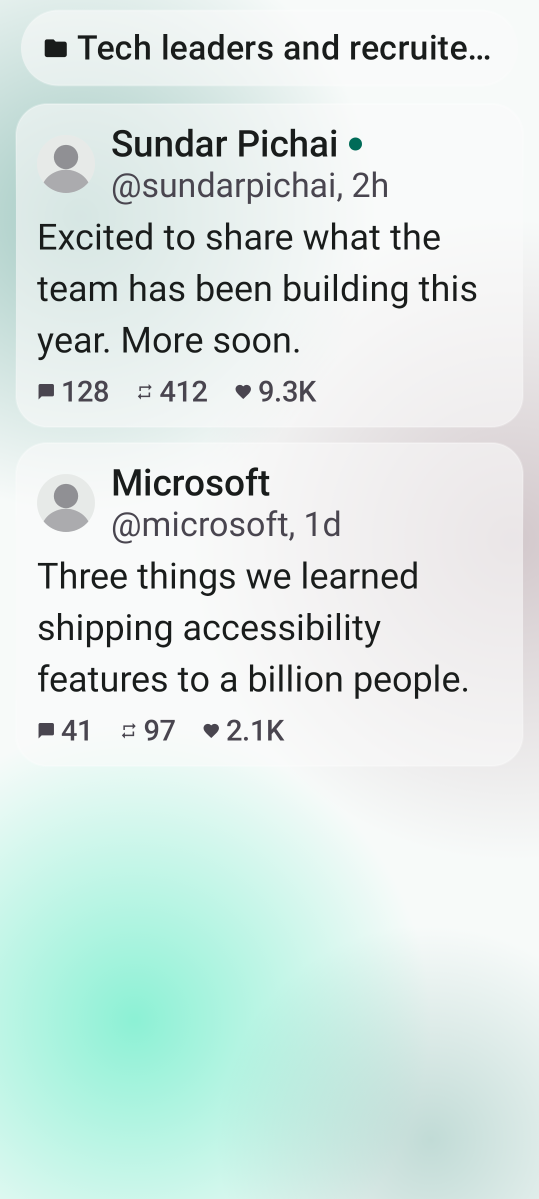 Tech leaders and recruite...
Sundar Pichai
@sundarpichai, 2h
Excited to share what the
team has been building this
year. More soon.
128 412 9.3K
Microsoft
@microsoft, 1d
Three things we learned
shipping accessibility
features to a billion people.
41 97 2.1K